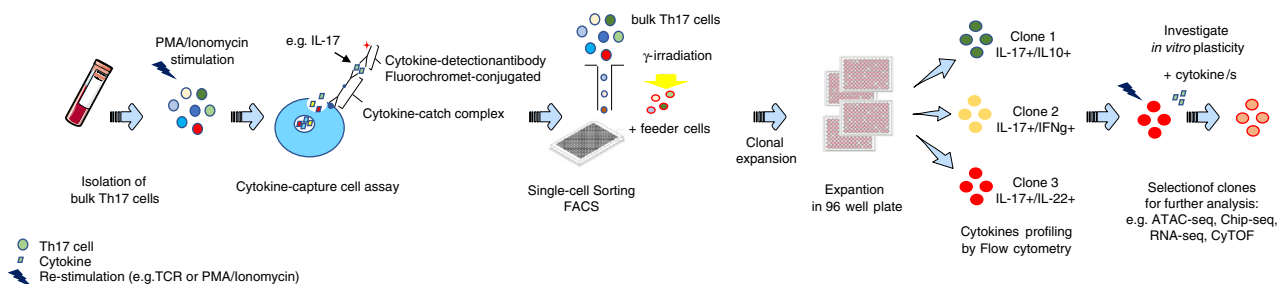 Isolation of
bulk Th17 cells
PMA/Ionomycin
stimulation
e.g. IL-17
Cytokine-detectionantibody
Fluorochromet-conjugated
Cytokine-catch complex
Cytokine-capture cell assay
bulk Th17 cells
γ-irradiation
+ feeder cells
Single-cell Sorting
FACS
Clonal
expansion
Expantion
in 96 well plate
Clone 1
IL-17+/IL10+
Clone 2
IL-17+/IFNg+
Clone 3
IL-17+/IL-22+
Cytokines profiling
by Flow cytometry
Investigate
in vitro plasticity
+ cytokine/s
Selectionof clones
for further analysis:
e.g. ATAC-seq, Chip-seq,
RNA-seq, CyTOF
Th17 cell
Cytokine
Re-stimulation (e.g.TCR or PMA/Ionomycin)